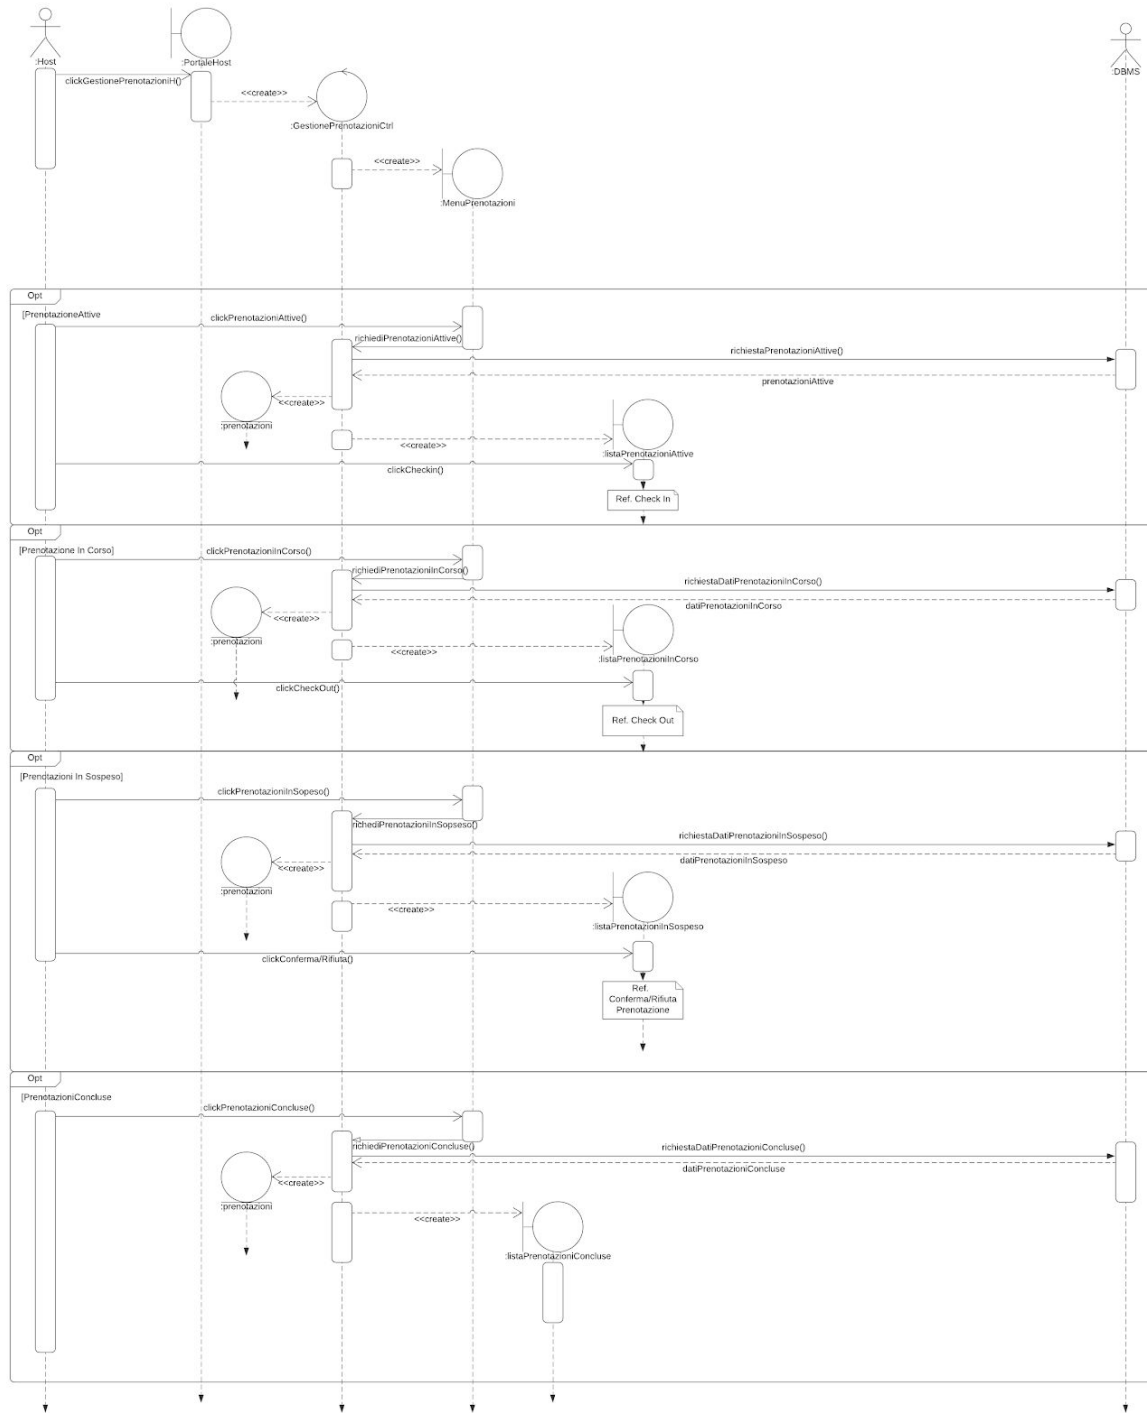 :Host
:PortaleHost
:DBMS
clickGestionePrenotazioniH()
<<create>>
:GestionePrenotazioniCtrl
<<create>>
:MenuPrenotazioni
Opt
[PrenotazioneAttive
clickPrenotazioniAttive()
richiediPrenotazioniAttive()
richiestaPrenotazioniAttive()
prenotazioniAttive
<<create>>
:prenotazioni
<<create>>
:listaPrenotazioniAttive
clickCheckin()
Ref. Check In
Opt
[Prenotazione In Corso]
clickPrenotazioniInCorso()
richiediPrenotazioniInCorso()
richiestaDatiPrenotazioniInCorso()
datiPrenotazioniInCorso
<<create>>
:prenotazioni
<<create>>
:listaPrenotazioniInCorso
clickCheckOut()
Ref. Check Out
Opt
[Prenotazioni In Sospeso]
clickPrenotazioniInSopeso()
richediPrenotazioniInSopseso()
richiestaDatiPrenotazioniInSospeso()
datiPrenotazioniInSospeso
<<create>>
:prenotazioni
<<create>>
:listaPrenotazioniInSospeso
clickConferma/Rifiuta()
Ref.
Conferma/Rifiuta
Prenotazione
Opt
[PrenotazioniConcluse
clickPrenotazioniConcluse()
richiediPrenotazioniConcluse()
richiestaDatiPrenotazioniConcluse()
datiPrenotazioniConcluse
<<create>>
:prenotazioni
<<create>>
:listaPrenotazioniConcluse